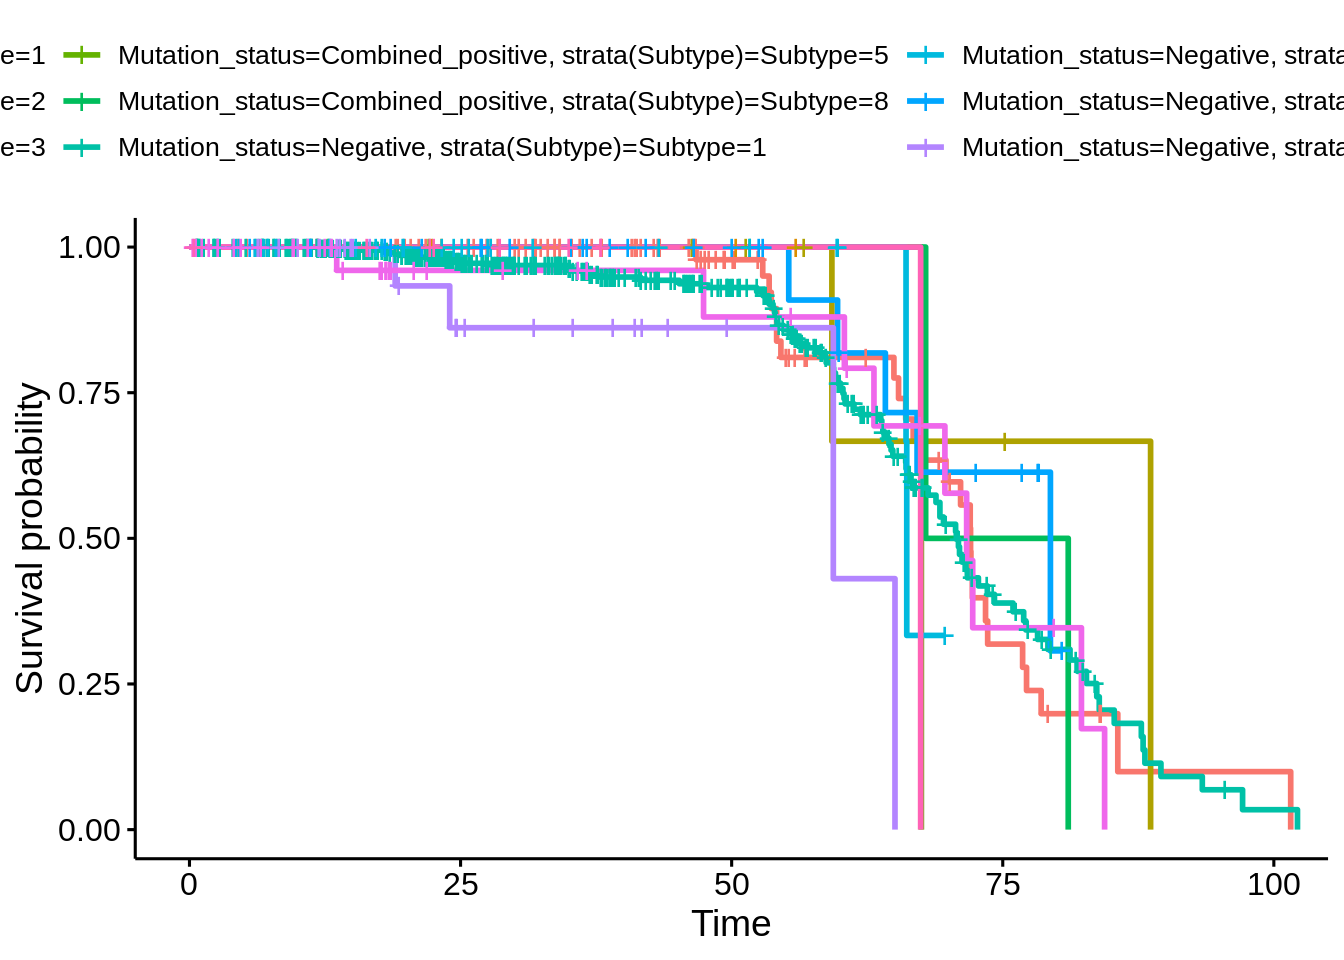 e=1 Mutation_status=Combined_positive, strata(Subtype)=Subtype=5 Mutation_status=Negative, strata
e=2 Mutation_status=Combined_positive, strata(Subtype)=Subtype=8 Mutation_status=Negative, strata
e=3 Mutation_status=Negative, strata(Subtype)=Subtype=1 Mutation_status=Negative, strata
Survival probability
1.00
0.75
0.50
0.25
0.00
0 25 50 75 100
Time